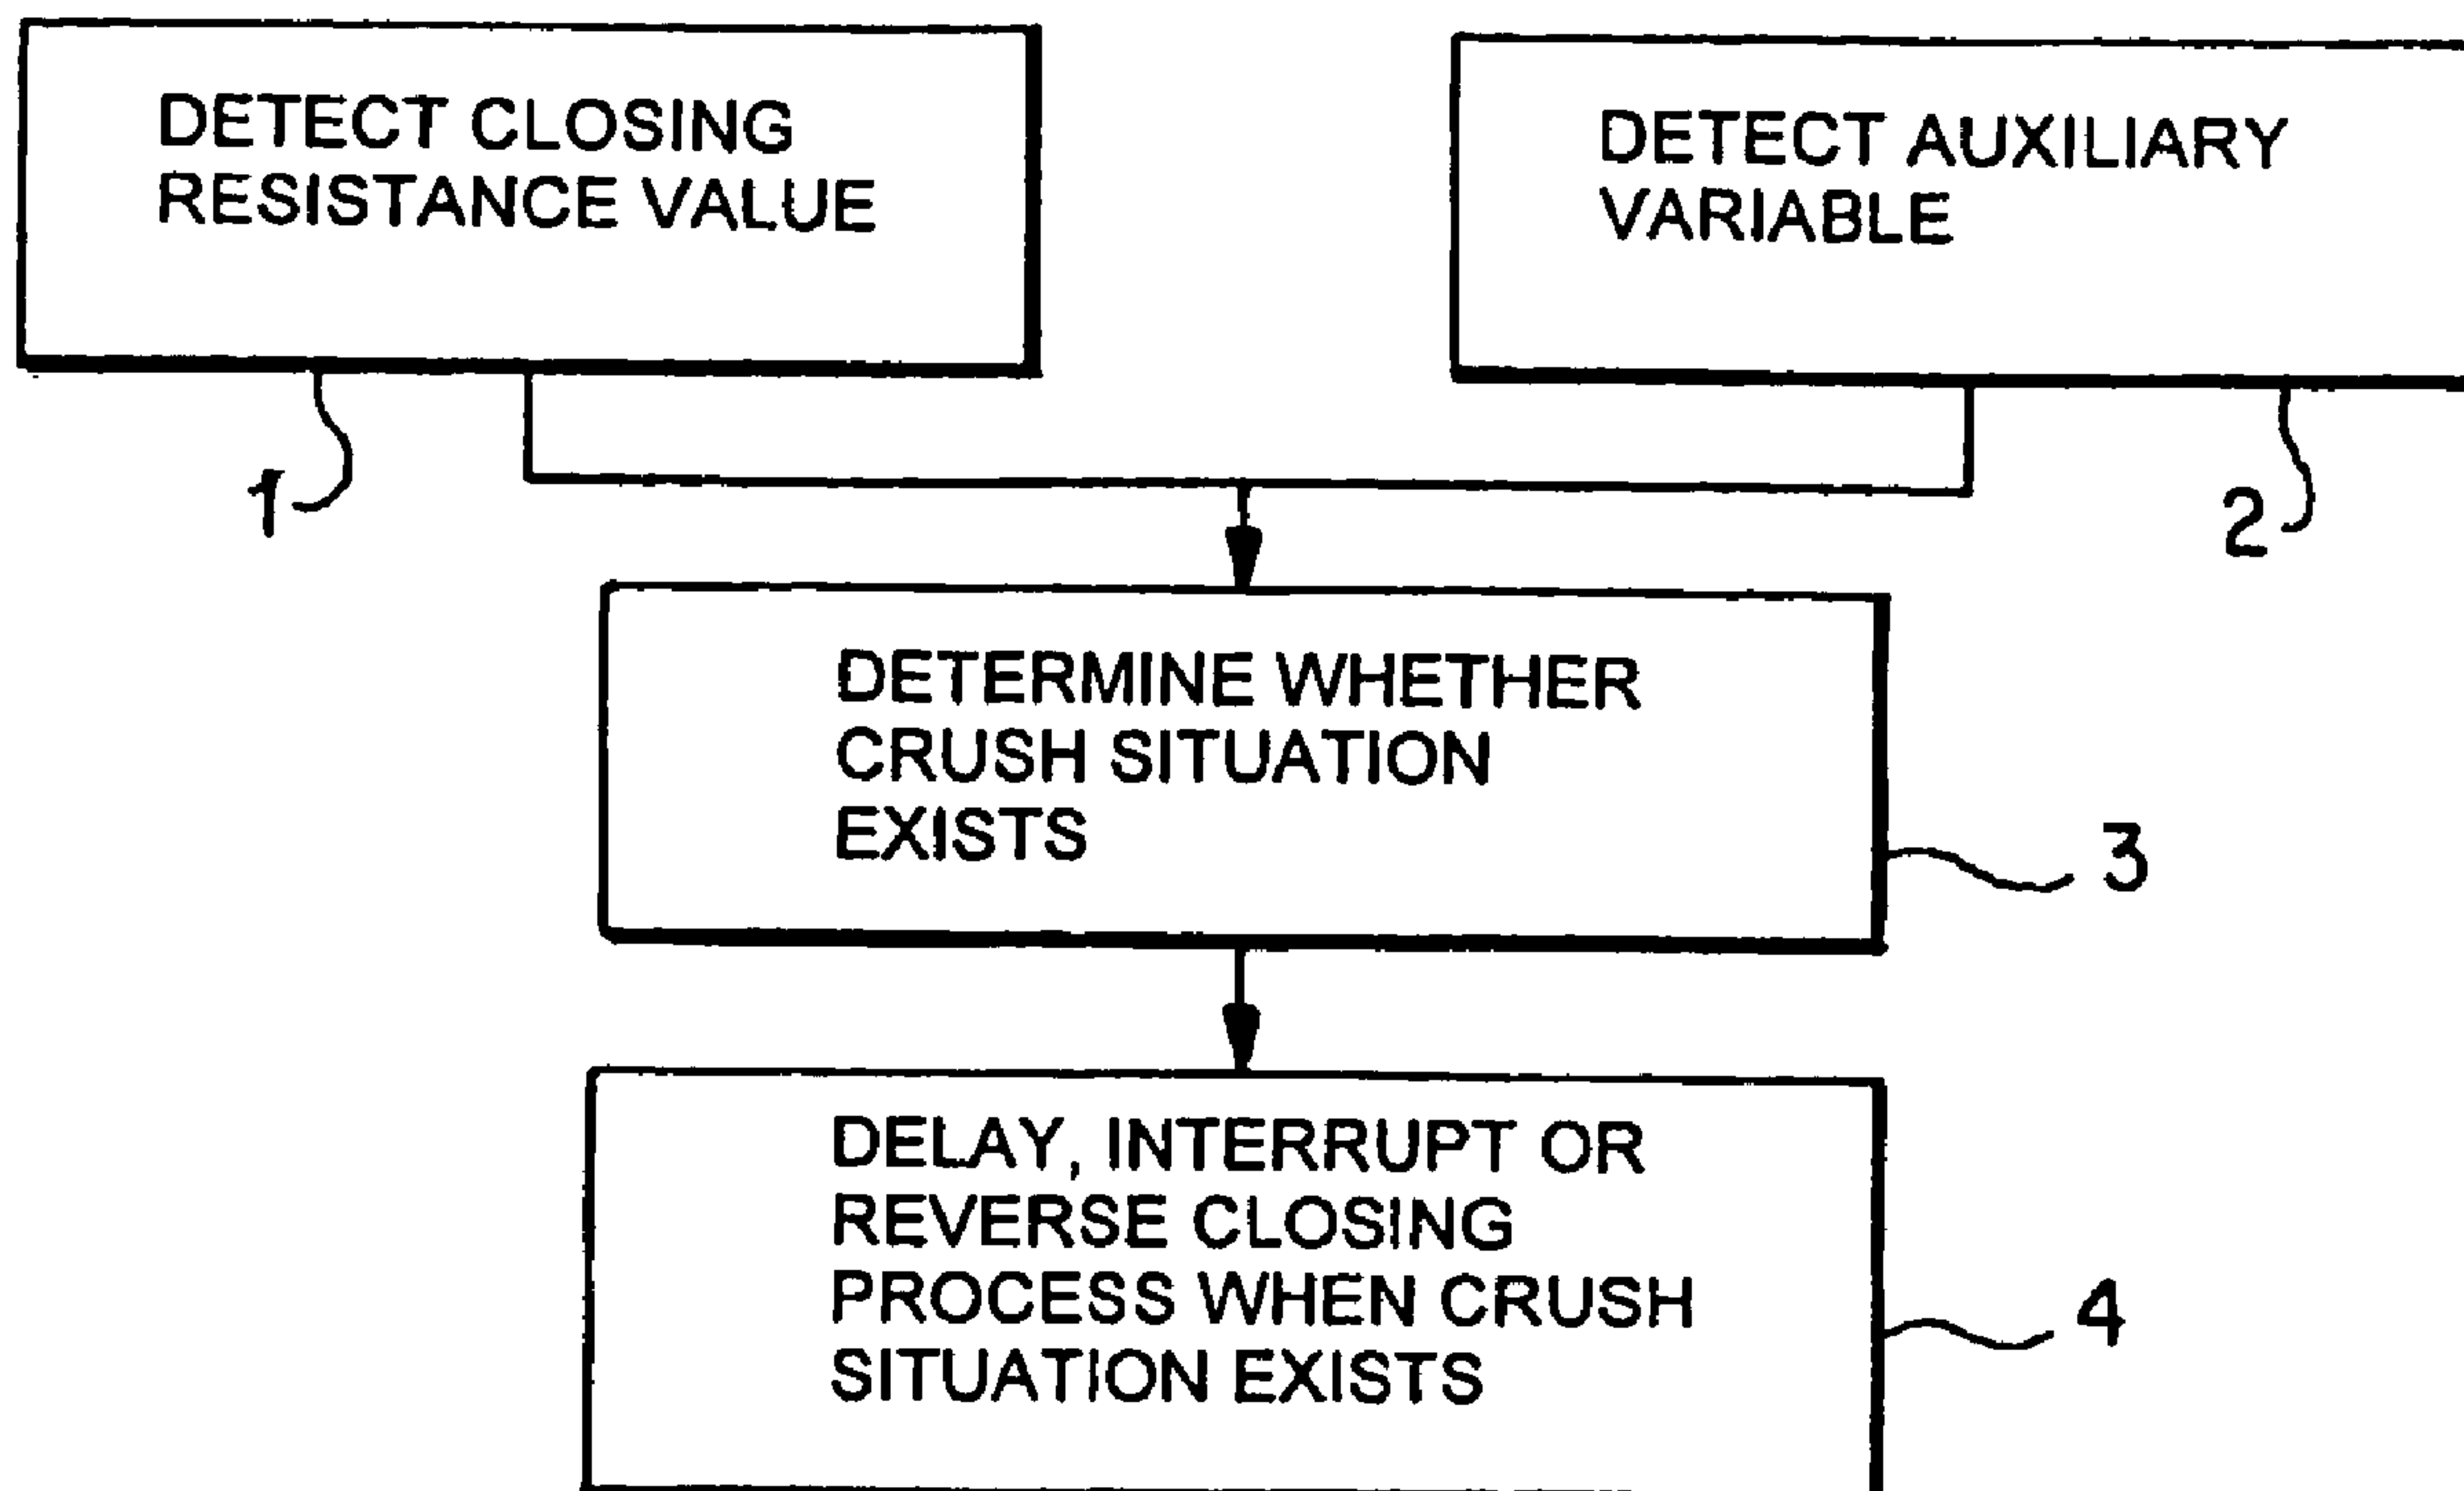 DETECT CLOSING
RESISTANCE VALUE
DETECT AUXILIARY
VARIABLE
1
2
DETERMINE WHETHER
CRUSH SITUATION
EXISTS
3
DELAY, INTERRUPT OR
REVERSE CLOSING
PROCESS WHEN CRUSH
SITUATION EXISTS
4